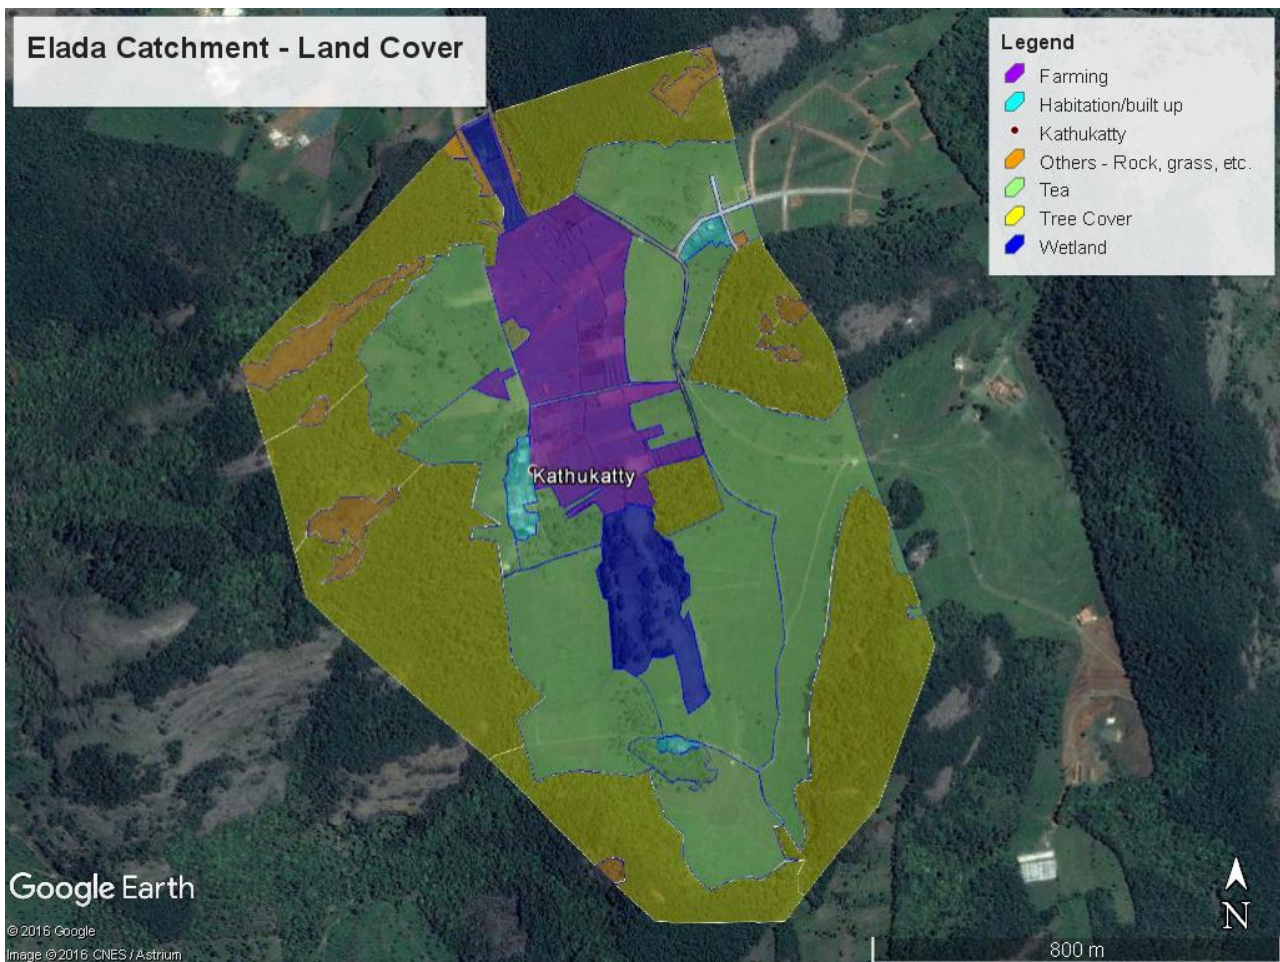 Elada Catchment - Land Cover
Legend
Farming
Habitation/built up
Kathukatty
Others - Rock, grass, etc.
Tea
Tree Cover
Wetland
Kathukatty
Google Earth
© 2016 Google
Image © 2016 CNES / Astrium
N
800 m